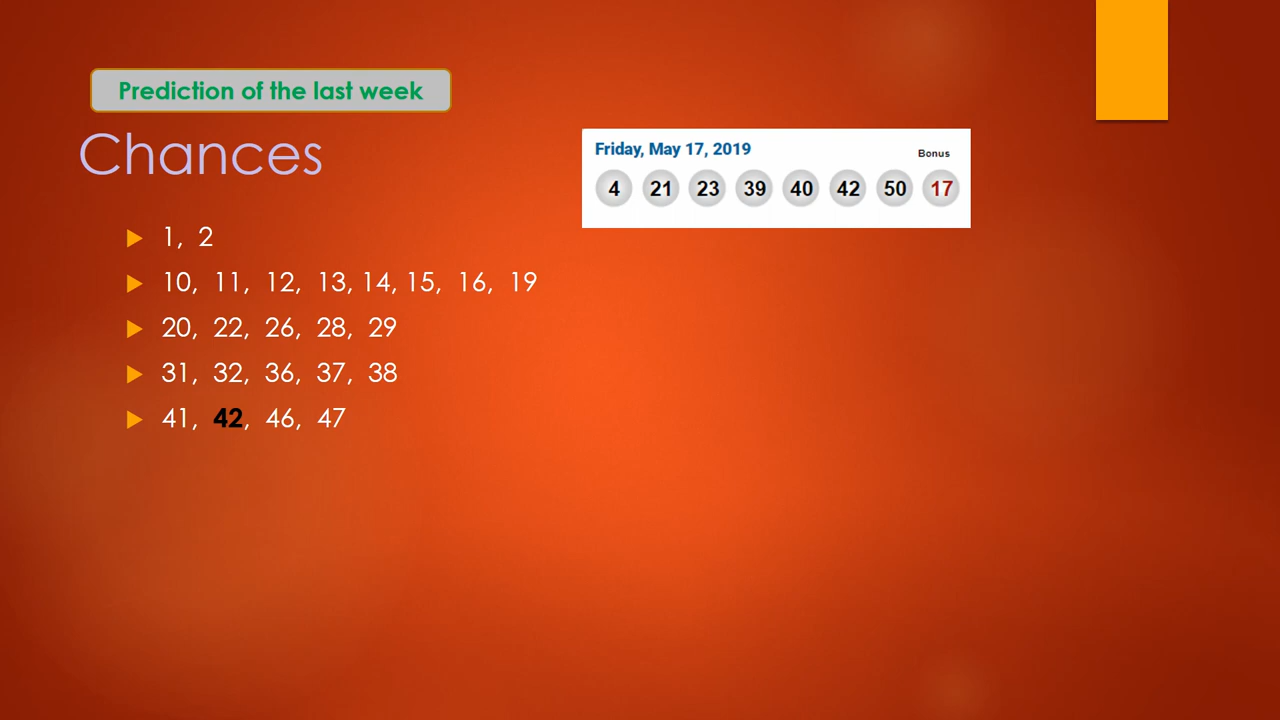 Prediction of the last week
Chances
Friday, May 17, 2019
Bonus
4 21 23 39 40 42 50 17
1, 2
10, 11, 12, 13, 14, 15, 16, 19
20, 22, 26, 28, 29
31, 32, 36, 37, 38
41, 42, 46, 47